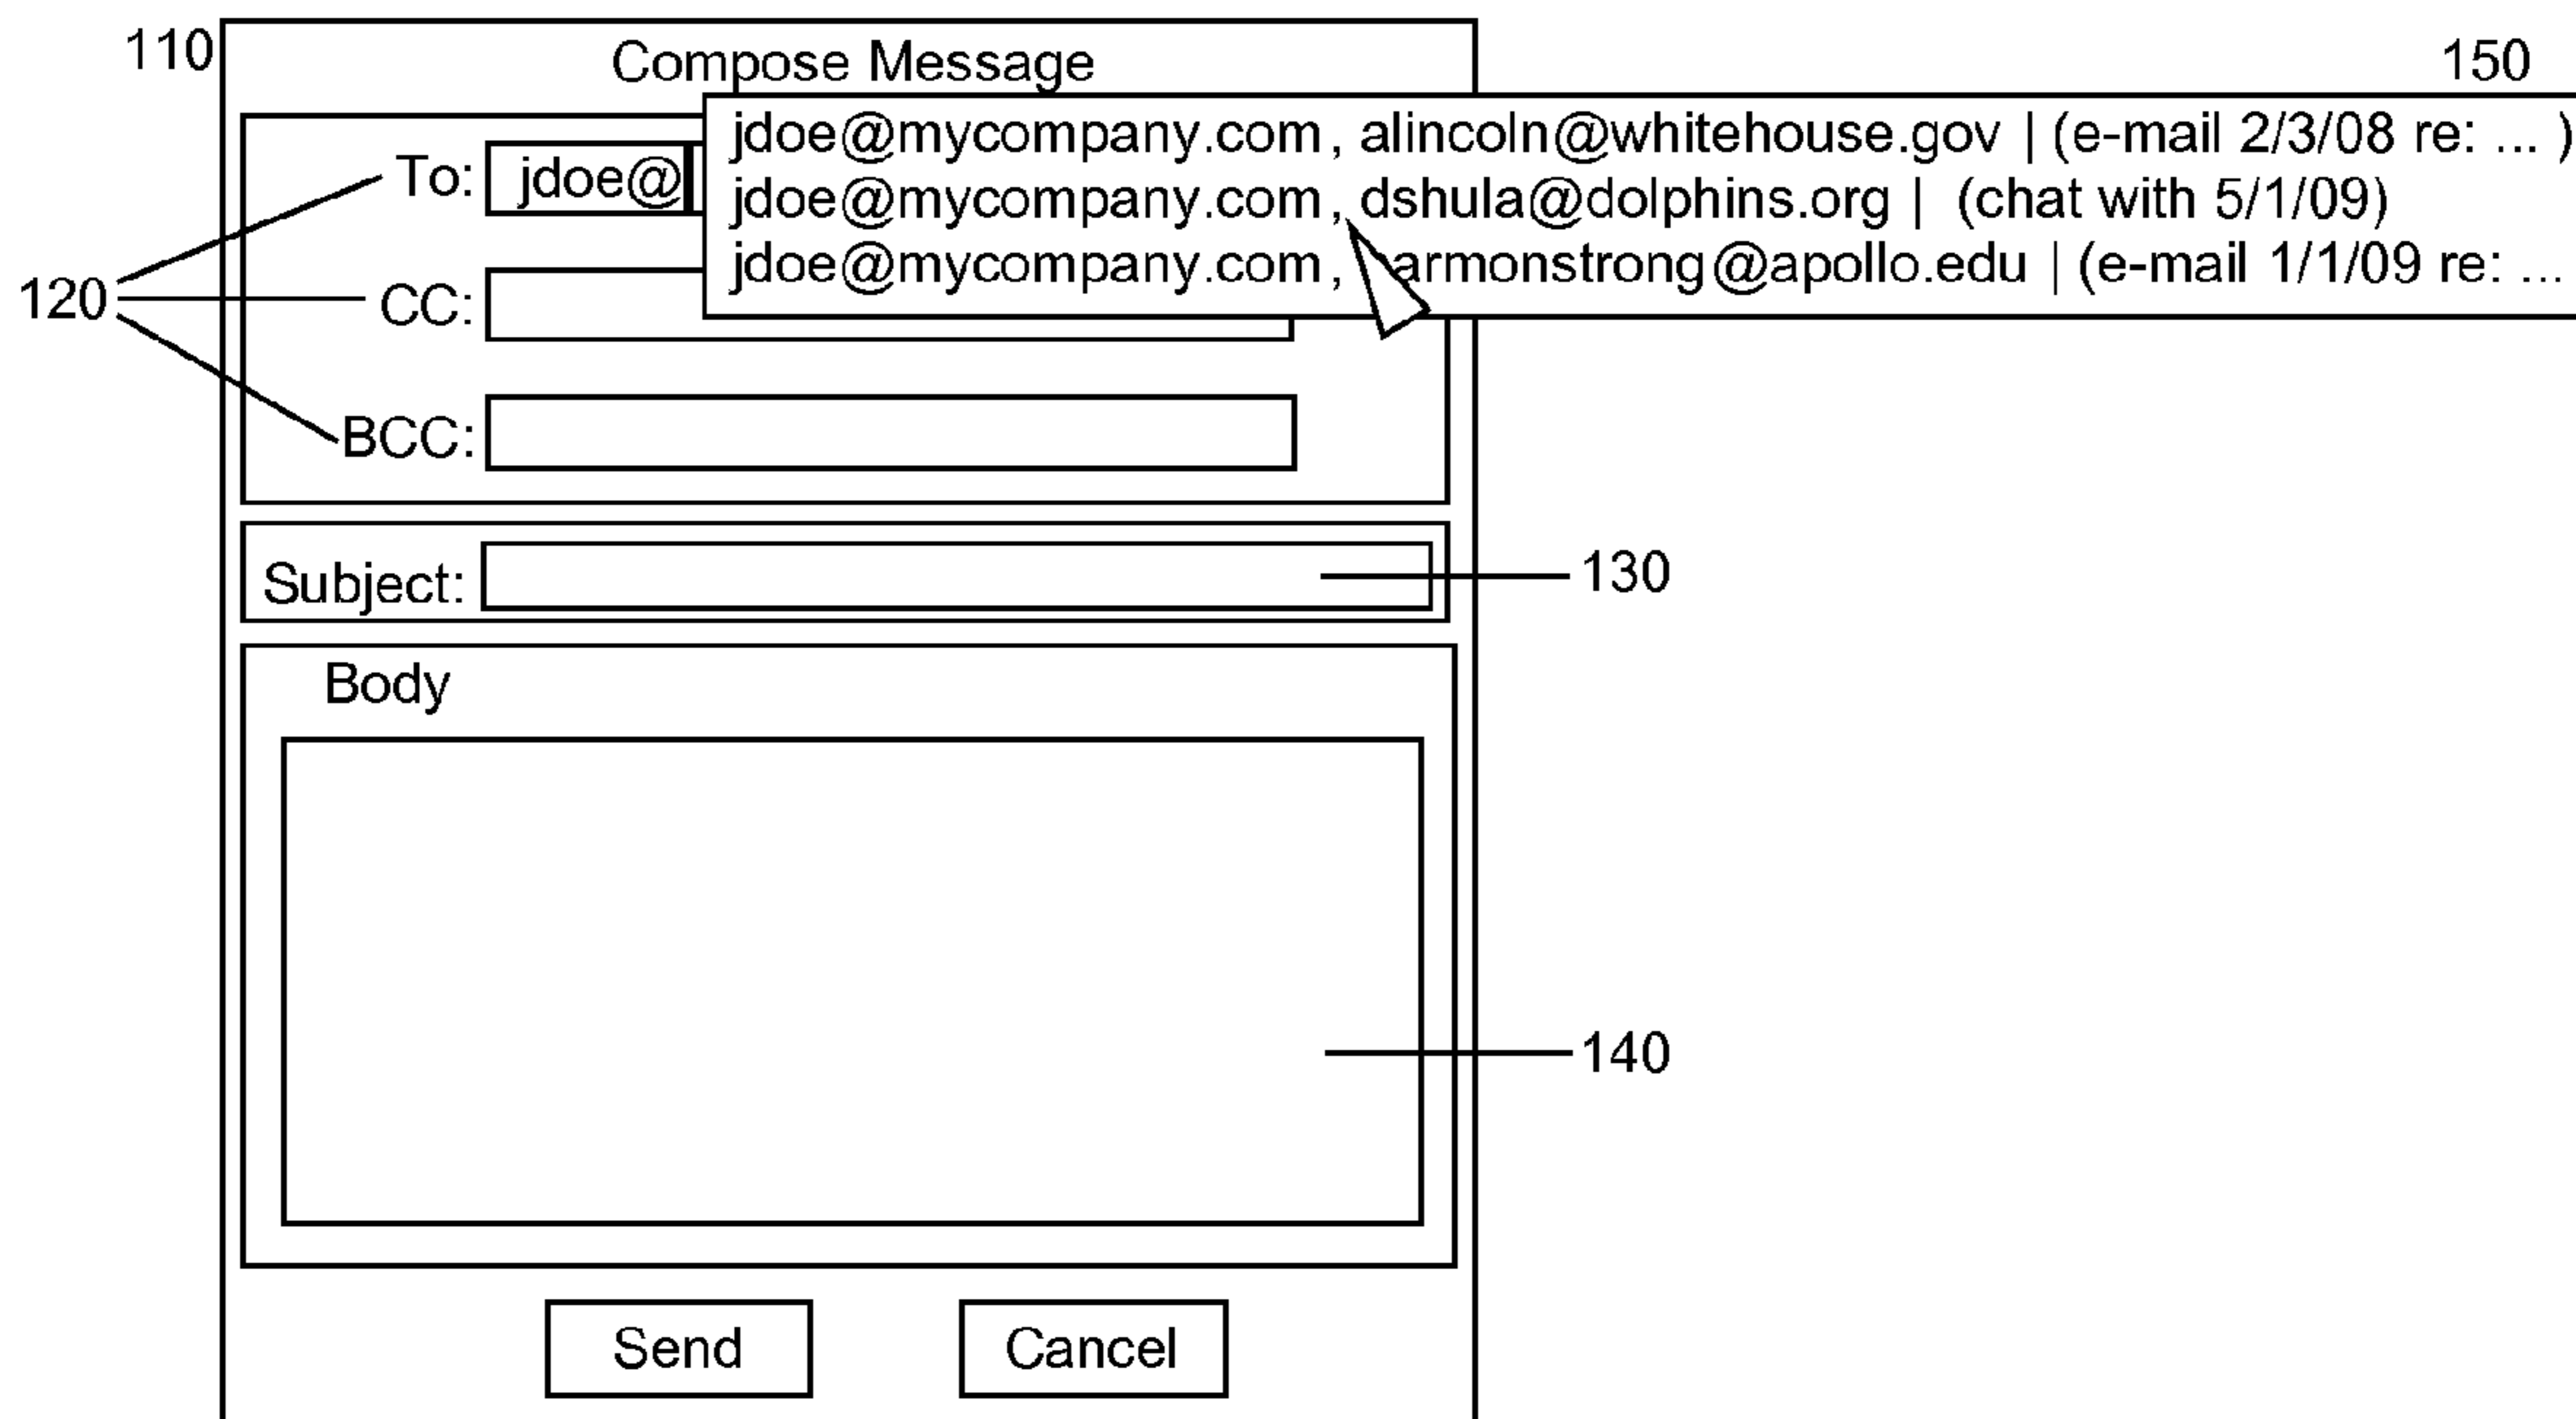 110
Compose Message
150
jdoe@mycompany.com, alincoln@whitehouse.gov | (e-mail 2/3/08 re: ... )
To: jdoe@
jdoe@mycompany.com, dshula@dolphins.org | (chat with 5/1/09)
jdoe@mycompany.com, armonstrong@apollo.edu | (e-mail 1/1/09 re: ...
120
CC:
BCC:
Subject:
130
Body
140
Send
Cancel